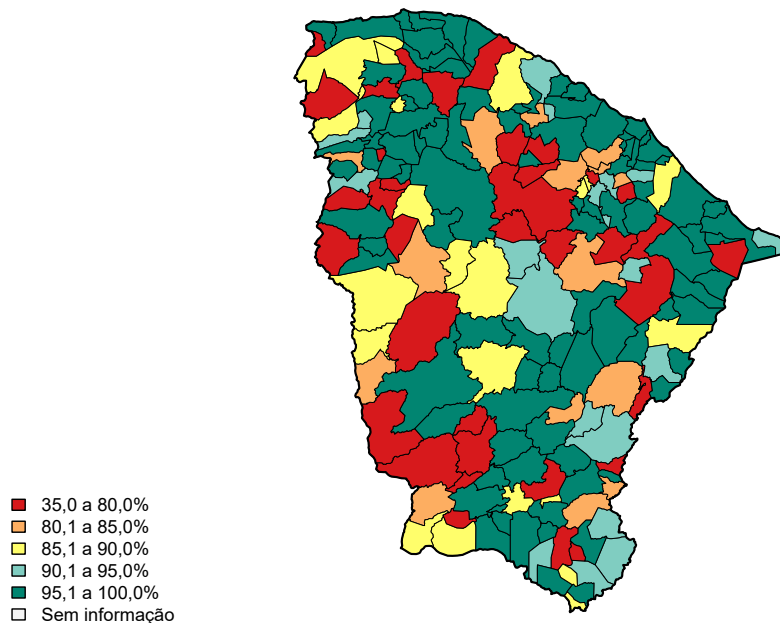 35,0 a 80,0%
80,1 a 85,0%
85,1 a 90,0%
90,1 a 95,0%
95,1 a 100,0%
Sem informação